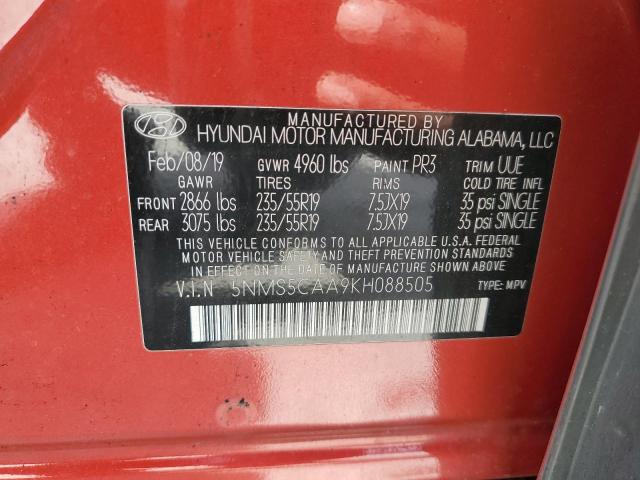 MANUFACTURED BY
HYUNDAI MOTOR MANUFACTURING ALABAMA, LLC
Feb/08/19 GVWR 4960 lbs PAINT PR3 TRIM UUE
GAWR TIRES RIMS COLD TIRE INFL
FRONT 2866 lbs 235/55R19 7.5JX19 35 psi SINGLE
REAR 3075 lbs 235/55R19 7.5JX19 35 psi SINGLE
THIS VEHICLE CONFORMS TO ALL APPLICABLE U.S.A. FEDERAL
MOTOR VEHICLE SAFETY, AND THEFT PREVENTION STANDARDS
IN EFFECT ON THE DATE OF MANUFACTURE SHOWN ABOVE.
V.I.N 5NMS5CAA9KH088505 TYPE: MPV